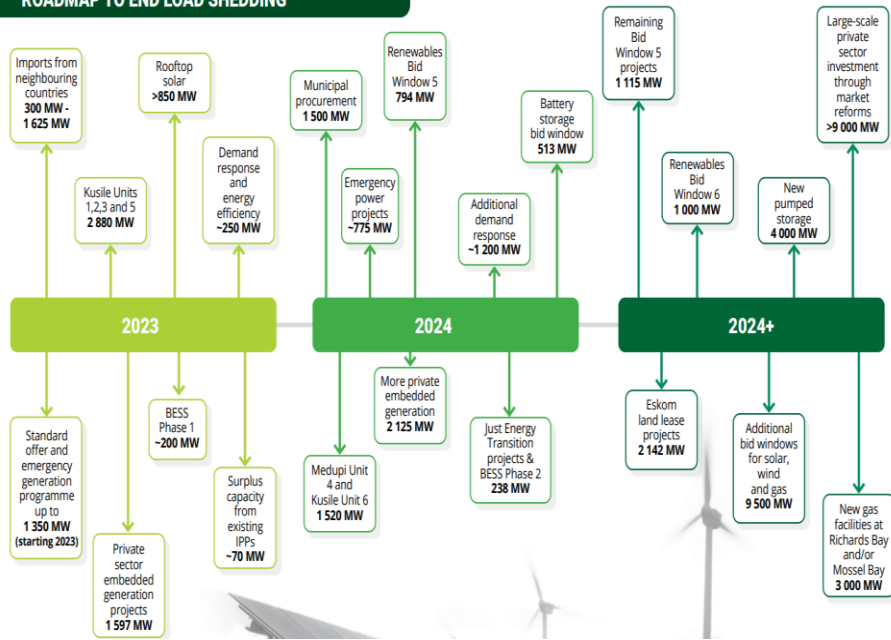 ROADMAP TO END LOAD SHEDDING
Imports from
neighbouring
countries
300 MW -
1 625 MW
Kusile Units
1,2,3 and 5
2 880 MW
Rooftop
solar
>850 MW
Demand
response
and
energy
efficiency
~250 MW
Municipal
procurement
1 500 MW
Emergency
power
projects
~775 MW
Renewables
Bid
Window 5
794 MW
Additional
demand
response
~1 200 MW
Battery
storage
bid window
513 MW
Remaining
Bid
Window 5
projects
1 115 MW
Renewables
Bid
Window 6
1 000 MW
New
pumped
storage
4 000 MW
Large-scale
private
sector
investment
through
market
reforms
>9 000 MW
2023
2024
2024+
Standard
offer and
emergency
generation
programme
up to
1 350 MW
(starting 2023)
Private
sector
embedded
generation
projects
1 597 MW
BESS
Phase 1
~200 MW
Surplus
capacity
from
existing
IPPs
~70 MW
Medupi Unit
4 and
Kusile Unit 6
1 520 MW
More private
embedded
generation
2 125 MW
Just Energy
Transition
projects &
BESS Phase 2
238 MW
Eskom
land lease
projects
2 142 MW
Additional
bid windows
for solar,
wind
and gas
9 500 MW
New gas
facilities at
Richards Bay
and/or
Mossel Bay
3 000 MW